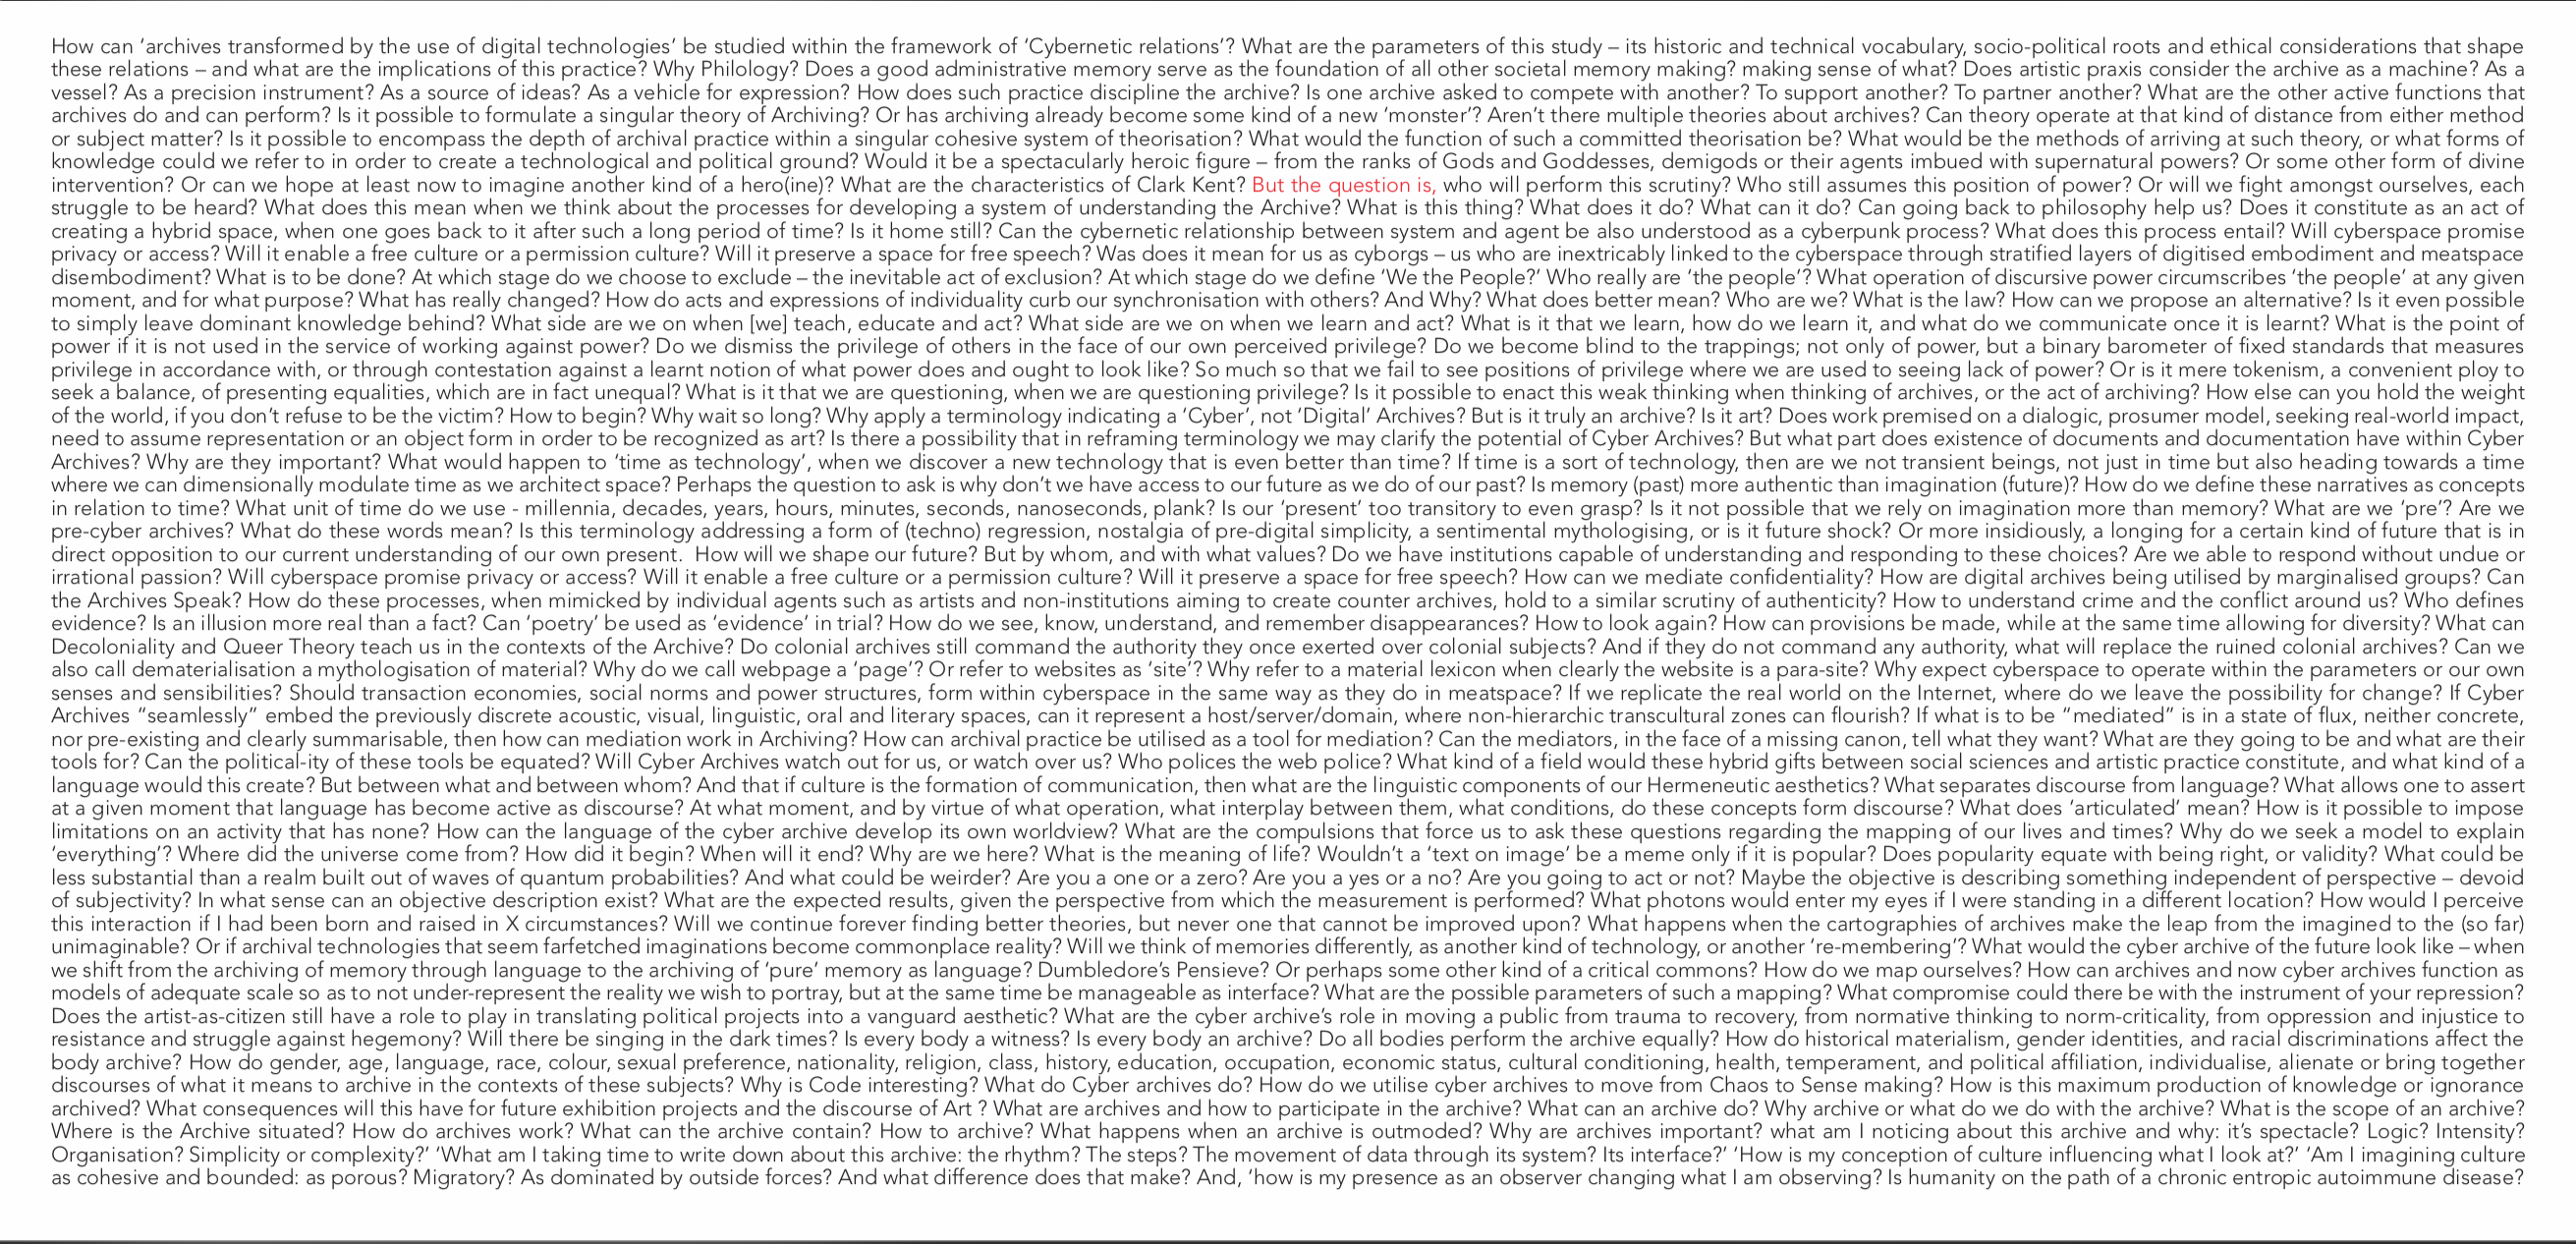 How can ‘archives transformed by the use of digital technologies’ be studied within the framework of ‘Cybernetic relations’? What are the parameters of this study – its historic and technical vocabulary, socio-political roots and ethical considerations that shape
these relations – and what are the implications of this practice? Why Philology? Does a good administrative memory serve as the foundation of all other societal memory making? making sense of what? Does artistic praxis consider the archive as a machine? As a
vessel? As a precision instrument? As a source of ideas? As a vehicle for expression? How does such practice discipline the archive? Is one archive asked to compete with another? To support another? To partner another? What are the other active functions that
archives do and can perform? Is it possible to formulate a singular theory of Archiving? Or has archiving already become some kind of a new ‘monster’? Aren’t there multiple theories about archives? Can theory operate at that kind of distance from either method
or subject matter? Is it possible to encompass the depth of archival practice within a singular cohesive system of theorisation? What would the function of such a committed theorisation be? What would be the methods of arriving at such theory, or what forms of
knowledge could we refer to in order to create a technological and political ground? Would it be a spectacularly heroic figure – from the ranks of Gods and Goddesses, demigods or their agents imbued with supernatural powers? Or some other form of divine
intervention? Or can we hope at least now to imagine another kind of a hero(ine)? What are the characteristics of Clark Kent? But the question is, who will perform this scrutiny? Who still assumes this position of power? Or will we fight amongst ourselves, each
struggle to be heard? What does this mean when we think about the processes for developing a system of understanding the Archive? What is this thing? What does it do? What can it do? Can going back to philosophy help us? Does it constitute as an act of
creating a hybrid space, when one goes back to it after such a long period of time? Is it home still? Can the cybernetic relationship between system and agent be also understood as a cyberpunk process? What does this process entail? Will cyberspace promise
privacy or access? Will it enable a free culture or a permission culture? Will it preserve a space for free speech? Was does it mean for us as cyborgs – us who are inextricably linked to the cyberspace through stratified layers of digitised embodiment and meatspace
disembodiment? What is to be done? At which stage do we choose to exclude – the inevitable act of exclusion? At which stage do we define ‘We the People?’ Who really are ‘the people’? What operation of discursive power circumscribes ‘the people’ at any given
moment, and for what purpose? What has really changed? How do acts and expressions of individuality curb our synchronisation with others? And Why? What does better mean? Who are we? What is the law? How can we propose an alternative? Is it even possible
to simply leave dominant knowledge behind? What side are we on when [we] teach, educate and act? What side are we on when we learn and act? What is it that we learn, how do we learn it, and what do we communicate once it is learnt? What is the point of
power if it is not used in the service of working against power? Do we dismiss the privilege of others in the face of our own perceived privilege? Do we become blind to the trappings; not only of power, but a binary barometer of fixed standards that measures
privilege in accordance with, or through contestation against a learnt notion of what power does and ought to look like? So much so that we fail to see positions of privilege where we are used to seeing lack of power? Or is it mere tokenism, a convenient ploy to
seek a balance, of presenting equalities, which are in fact unequal? What is it that we are questioning, when we are questioning privilege? Is it possible to enact this weak thinking when thinking of archives, or the act of archiving? How else can you hold the weight
of the world, if you don’t refuse to be the victim? How to begin? Why wait so long? Why apply a terminology indicating a ‘Cyber’, not ‘Digital’ Archives? But is it truly an archive? Is it art? Does work premised on a dialogic, prosumer model, seeking real-world impact,
need to assume representation or an object form in order to be recognized as art? Is there a possibility that in reframing terminology we may clarify the potential of Cyber Archives? But what part does existence of documents and documentation have within Cyber
Archives? Why are they important? What would happen to ‘time as technology’, when we discover a new technology that is even better than time? If time is a sort of technology, then are we not transient beings, not just in time but also heading towards a time
where we can dimensionally modulate time as we architect space? Perhaps the question to ask is why don’t we have access to our future as we do of our past? Is memory (past) more authentic than imagination (future)? How do we define these narratives as concepts
in relation to time? What unit of time do we use - millennia, decades, years, hours, minutes, seconds, nanoseconds, plank? Is our ‘present’ too transitory to even grasp? Is it not possible that we rely on imagination more than memory? What are we ‘pre’? Are we
pre-cyber archives? What do these words mean? Is this terminology addressing a form of (techno) regression, nostalgia of pre-digital simplicity, a sentimental mythologising, or is it future shock? Or more insidiously, a longing for a certain kind of future that is in
direct opposition to our current understanding of our own present.  How will we shape our future? But by whom, and with what values? Do we have institutions capable of understanding and responding to these choices? Are we able to respond without undue or
irrational passion? Will cyberspace promise privacy or access? Will it enable a free culture or a permission culture? Will it preserve a space for free speech? How can we mediate confidentiality? How are digital archives being utilised by marginalised groups? Can
the Archives Speak? How do these processes, when mimicked by individual agents such as artists and non-institutions aiming to create counter archives, hold to a similar scrutiny of authenticity? How to understand crime and the conflict around us? Who defines
evidence? Is an illusion more real than a fact? Can ‘poetry’ be used as ‘evidence’ in trial? How do we see, know, understand, and remember disappearances? How to look again? How can provisions be made, while at the same time allowing for diversity? What can
Decoloniality and Queer Theory teach us in the contexts of the Archive? Do colonial archives still command the authority they once exerted over colonial subjects? And if they do not command any authority, what will replace the ruined colonial archives? Can we
also call dematerialisation a mythologisation of material? Why do we call webpage a ‘page’? Or refer to websites as ‘site’? Why refer to a material lexicon when clearly the website is a para-site? Why expect cyberspace to operate within the parameters or our own
senses and sensibilities? Should transaction economies, social norms and power structures, form within cyberspace in the same way as they do in meatspace? If we replicate the real world on the Internet, where do we leave the possibility for change? If Cyber
Archives “seamlessly” embed the previously discrete acoustic, visual, linguistic, oral and literary spaces, can it represent a host/server/domain, where non-hierarchic transcultural zones can flourish? If what is to be “mediated” is in a state of flux, neither concrete,
nor pre-existing and clearly summarisable, then how can mediation work in Archiving? How can archival practice be utilised as a tool for mediation? Can the mediators, in the face of a missing canon, tell what they want? What are they going to be and what are their
tools for? Can the political-ity of these tools be equated? Will Cyber Archives watch out for us, or watch over us? Who polices the web police? What kind of a field would these hybrid gifts between social sciences and artistic practice constitute, and what kind of a
language would this create? But between what and between whom? And that if culture is the formation of communication, then what are the linguistic components of our Hermeneutic aesthetics? What separates discourse from language? What allows one to assert
at a given moment that language has become active as discourse? At what moment, and by virtue of what operation, what interplay between them, what conditions, do these concepts form discourse? What does ‘articulated’ mean? How is it possible to impose
limitations on an activity that has none? How can the language of the cyber archive develop its own worldview? What are the compulsions that force us to ask these questions regarding the mapping of our lives and times? Why do we seek a model to explain
‘everything’? Where did the universe come from? How did it begin? When will it end? Why are we here? What is the meaning of life? Wouldn’t a ‘text on image’ be a meme only if it is popular? Does popularity equate with being right, or validity? What could be
less substantial than a realm built out of waves of quantum probabilities? And what could be weirder? Are you a one or a zero? Are you a yes or a no? Are you going to act or not? Maybe the objective is describing something independent of perspective – devoid
of subjectivity? In what sense can an objective description exist? What are the expected results, given the perspective from which the measurement is performed? What photons would enter my eyes if I were standing in a different location? How would I perceive
this interaction if I had been born and raised in X circumstances? Will we continue forever finding better theories, but never one that cannot be improved upon? What happens when the cartographies of archives make the leap from the imagined to the (so far)
unimaginable? Or if archival technologies that seem farfetched imaginations become commonplace reality? Will we think of memories differently, as another kind of technology, or another ‘re-membering’? What would the cyber archive of the future look like – when
we shift from the archiving of memory through language to the archiving of ‘pure’ memory as language? Dumbledore’s Pensieve? Or perhaps some other kind of a critical commons? How do we map ourselves? How can archives and now cyber archives function as
models of adequate scale so as to not under-represent the reality we wish to portray, but at the same time be manageable as interface? What are the possible parameters of such a mapping? What compromise could there be with the instrument of your repression?
Does the artist-as-citizen still have a role to play in translating political projects into a vanguard aesthetic? What are the cyber archive’s role in moving a public from trauma to recovery, from normative thinking to norm-criticality, from oppression and injustice to
resistance and struggle against hegemony? Will there be singing in the dark times? Is every body a witness? Is every body an archive? Do all bodies perform the archive equally? How do historical materialism, gender identities, and racial discriminations affect the
body archive? How do gender, age, language, race, colour, sexual preference, nationality, religion, class, history, education, occupation, economic status, cultural conditioning, health, temperament, and political affiliation, individualise, alienate or bring together
discourses of what it means to archive in the contexts of these subjects? Why is Code interesting? What do Cyber archives do? How do we utilise cyber archives to move from Chaos to Sense making? How is this maximum production of knowledge or ignorance
archived? What consequences will this have for future exhibition projects and the discourse of Art ? What are archives and how to participate in the archive? What can an archive do? Why archive or what do we do with the archive? What is the scope of an archive?
Where is the Archive situated? How do archives work? What can the archive contain? How to archive? What happens when an archive is outmoded? Why are archives important? what am I noticing about this archive and why: it’s spectacle? Logic? Intensity?
Organisation? Simplicity or complexity?’ ‘What am I taking time to write down about this archive: the rhythm? The steps? The movement of data through its system? Its interface?’ ‘How is my conception of culture influencing what I look at?’ ‘Am I imagining culture
as cohesive and bounded: as porous? Migratory? As dominated by outside forces? And what difference does that make? And, ‘how is my presence as an observer changing what I am observing? Is humanity on the path of a chronic entropic autoimmune disease?